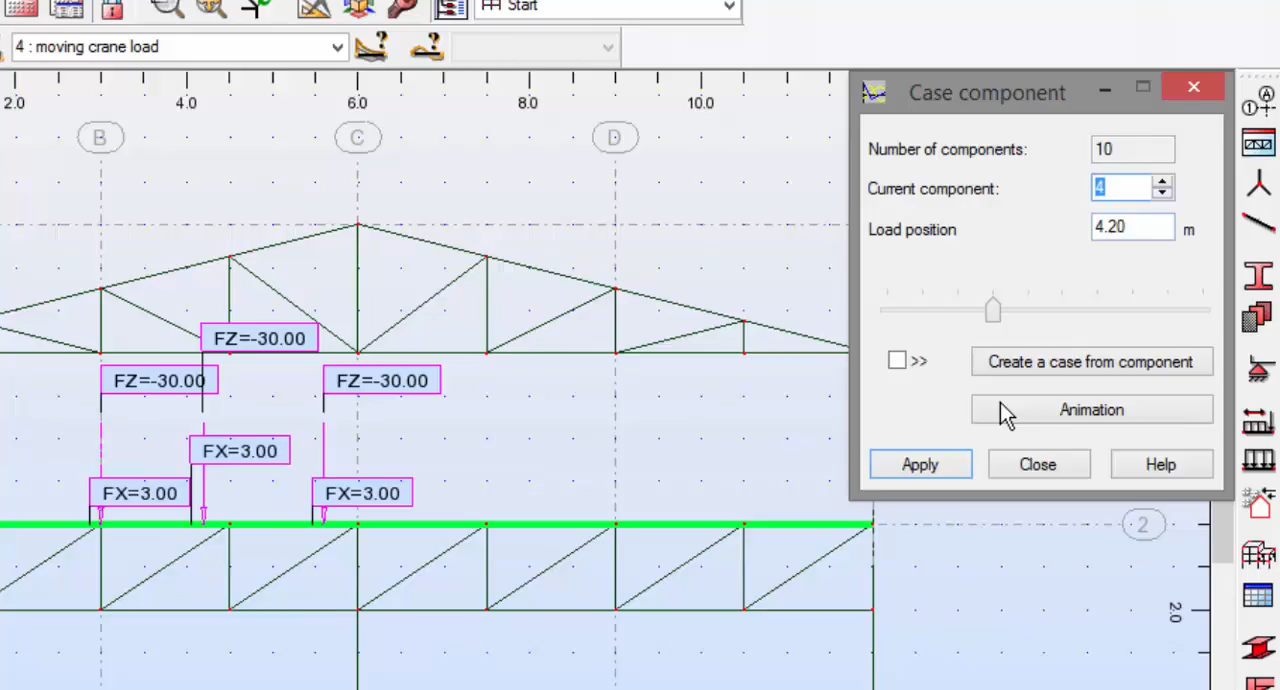 Start
4 : moving crane load
2.0 4.0 6.0 8.0 10.0
Case component
B C D
Number of components: 10
Current component: 4
Load position 4.20 m
FZ=-30.00
FZ=-30.00 FZ=-30.00
>> Create a case from component
Animation
FX=3.00
Apply Close Help
FX=3.00 FX=3.00
2
2.0
A
1